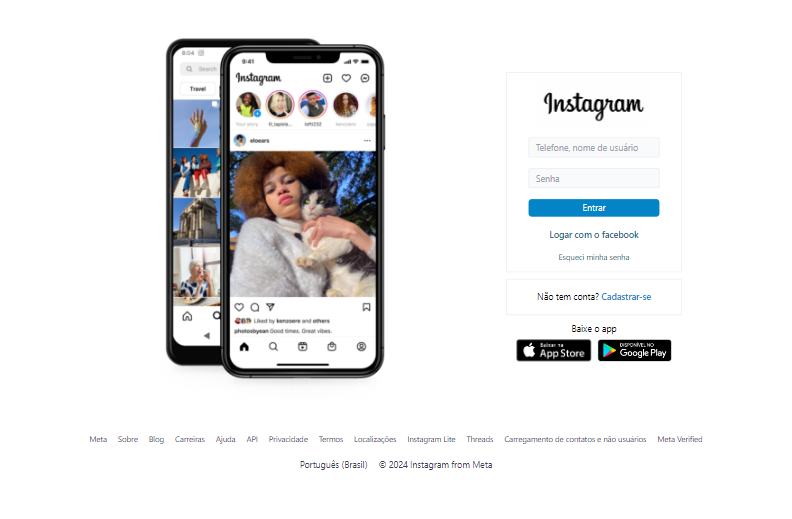 8:04
Search
Travel
9:41
Instagram
Your story
lofti232
eloears
Liked by kenzoere and others
photosbyean Good times. Great vibes.
Instagram
Telefone, nome de usuário
Senha
Entrar
Logar com o facebook
Esqueci minha senha
Não tem conta? Cadastrar-se
Baixe o app
Baixar na
App Store
DISPONÍVEL NO
Google Play
Meta Sobre Blog Carreiras Ajuda API Privacidade Termos Localizações Instagram Lite Threads Carregamento de contatos e não usuários Meta Verified
Português (Brasil) © 2024 Instagram from Meta